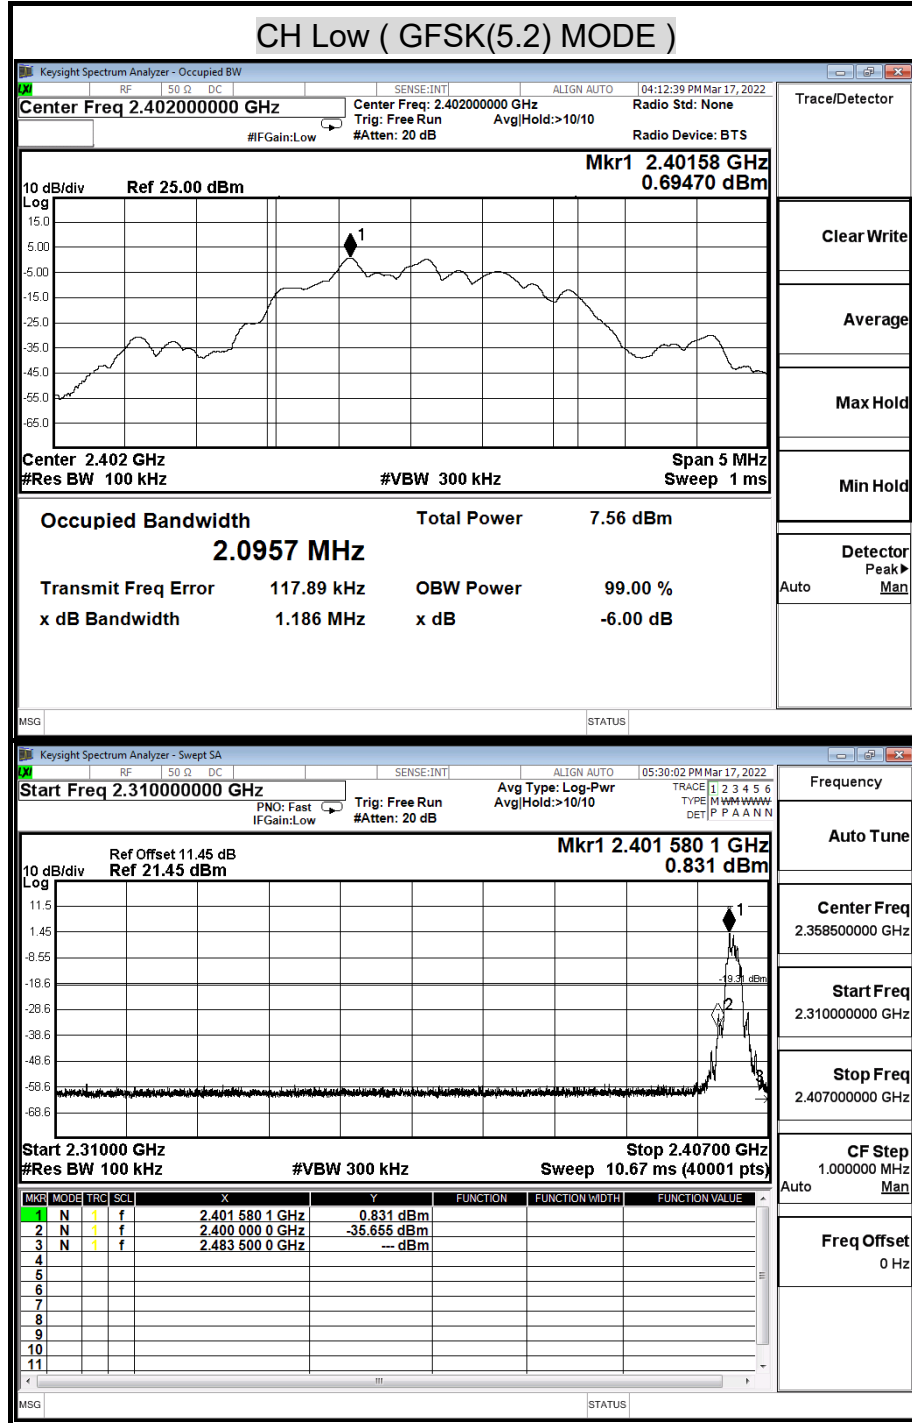 CH Low ( GFSK(5.2) MODE )
Keysight Spectrum Analyzer - Occupied BW
LXI RF 50 Ω DC SENSE:INT ALIGN AUTO 04:12:39 PM Mar 17, 2022
Center Freq 2.402000000 GHz
Center Freq: 2.402000000 GHz Radio Std: None
Trig: Free Run Avg|Hold:>10/10
#IFGain:Low #Atten: 20 dB Radio Device: BTS
Mkr1 2.40158 GHz
0.69470 dBm
10 dB/div Ref 25.00 dBm
Log
15.0
5.00
-5.00
-15.0
-25.0
-35.0
-45.0
-55.0
-65.0
1
Center 2.402 GHz Span 5 MHz
#Res BW 100 kHz #VBW 300 kHz Sweep 1 ms
Occupied Bandwidth Total Power 7.56 dBm
2.0957 MHz
Transmit Freq Error 117.89 kHz OBW Power 99.00 %
x dB Bandwidth 1.186 MHz x dB -6.00 dB
MSG STATUS
Trace/Detector
Clear Write
Average
Max Hold
Min Hold
Detector
Peak▶
Auto Man
Keysight Spectrum Analyzer - Swept SA
LXI RF 50 Ω DC SENSE:INT ALIGN AUTO 05:30:02 PM Mar 17, 2022
Start Freq 2.310000000 GHz
Avg Type: Log-Pwr TRACE 1 2 3 4 5 6
PNO: Fast Trig: Free Run Avg|Hold:>10/10 TYPE M WM WWWW
IFGain:Low #Atten: 20 dB DET P P A A N N
Mkr1 2.401 580 1 GHz
0.831 dBm
Ref Offset 11.45 dB
10 dB/div Ref 21.45 dBm
Log
11.5
1.45
-8.55
-18.6
-28.6
-38.6
-48.6
-58.6
-68.6
1
-19.31 dBm
2
3
Start 2.31000 GHz Stop 2.40700 GHz
#Res BW 100 kHz #VBW 300 kHz Sweep 10.67 ms (40001 pts)
MKR MODE TRC SCL X Y FUNCTION FUNCTION WIDTH FUNCTION VALUE
1 N 1 f 2.401 580 1 GHz 0.831 dBm
2 N 1 f 2.400 000 0 GHz -35.655 dBm
3 N 1 f 2.483 500 0 GHz --- dBm
4
5
6
7
8
9
10
11
MSG STATUS
Frequency
Auto Tune
Center Freq
2.358500000 GHz
Start Freq
2.310000000 GHz
Stop Freq
2.407000000 GHz
CF Step
1.000000 MHz
Auto Man
Freq Offset
0 Hz